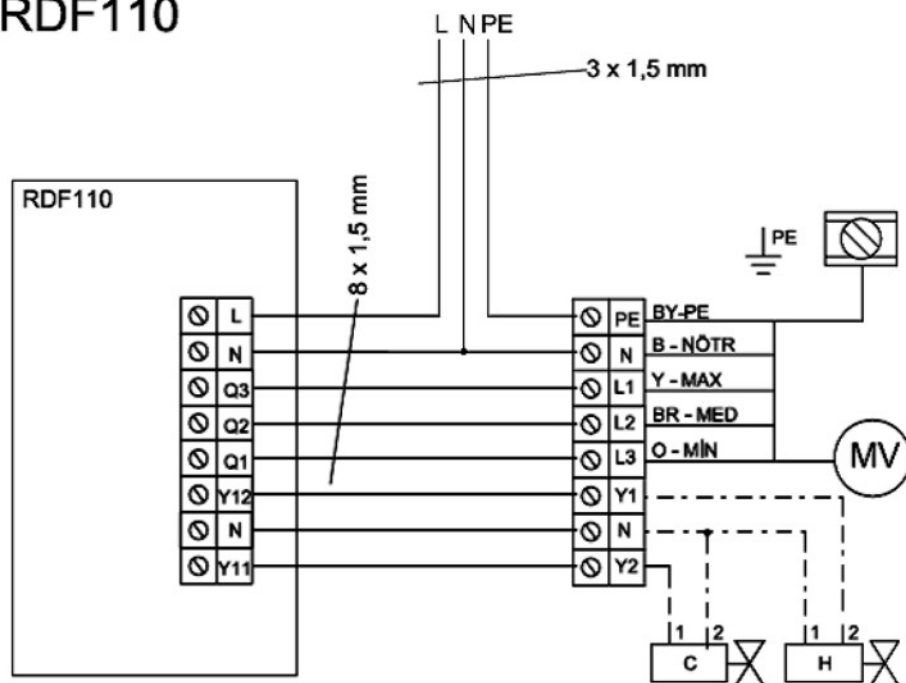 RDF110
L N PE
3 x 1,5 mm
RDF110
8 x 1,5 mm
PE
L
PE
BY-PE
N
N
B - NÖTR
Q3
L1
Y - MAX
Q2
L2
BR - MED
Q1
L3
O - MİN
MV
Y12
Y1
N
N
Y11
Y2
1 2
1 2
C
H